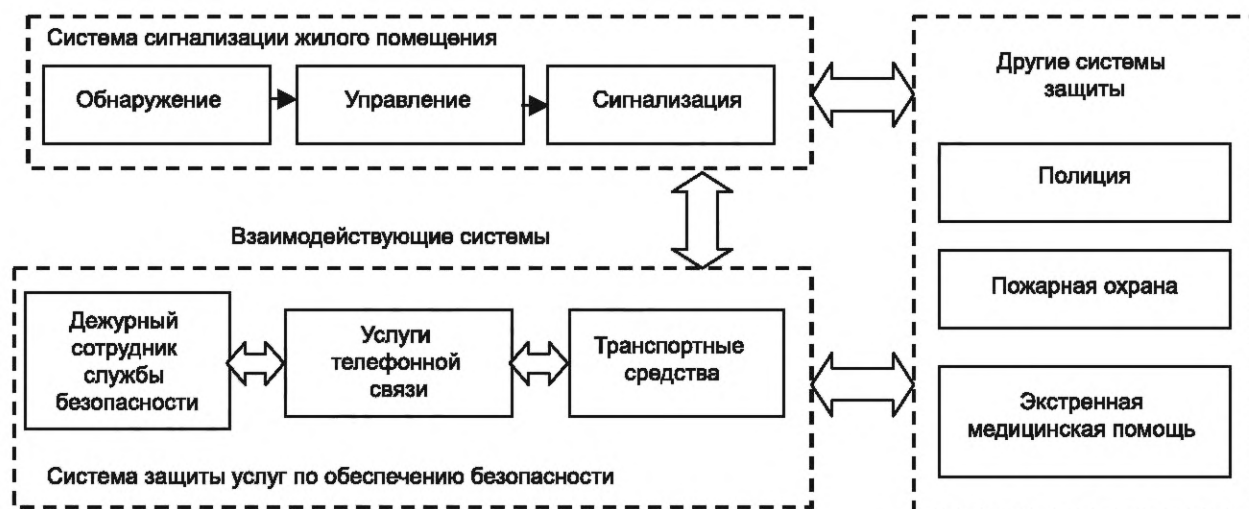 Система сигнализации жилого помещения
Обнаружение
Управление
Сигнализация
Другие системы
защиты
Полиция
Пожарная охрана
Экстренная
медицинская помощь
Взаимодействующие системы
Дежурный
сотрудник
службы
безопасности
Услуги
телефонной
связи
Транспортные
средства
Система защиты услуг по обеспечению безопасности